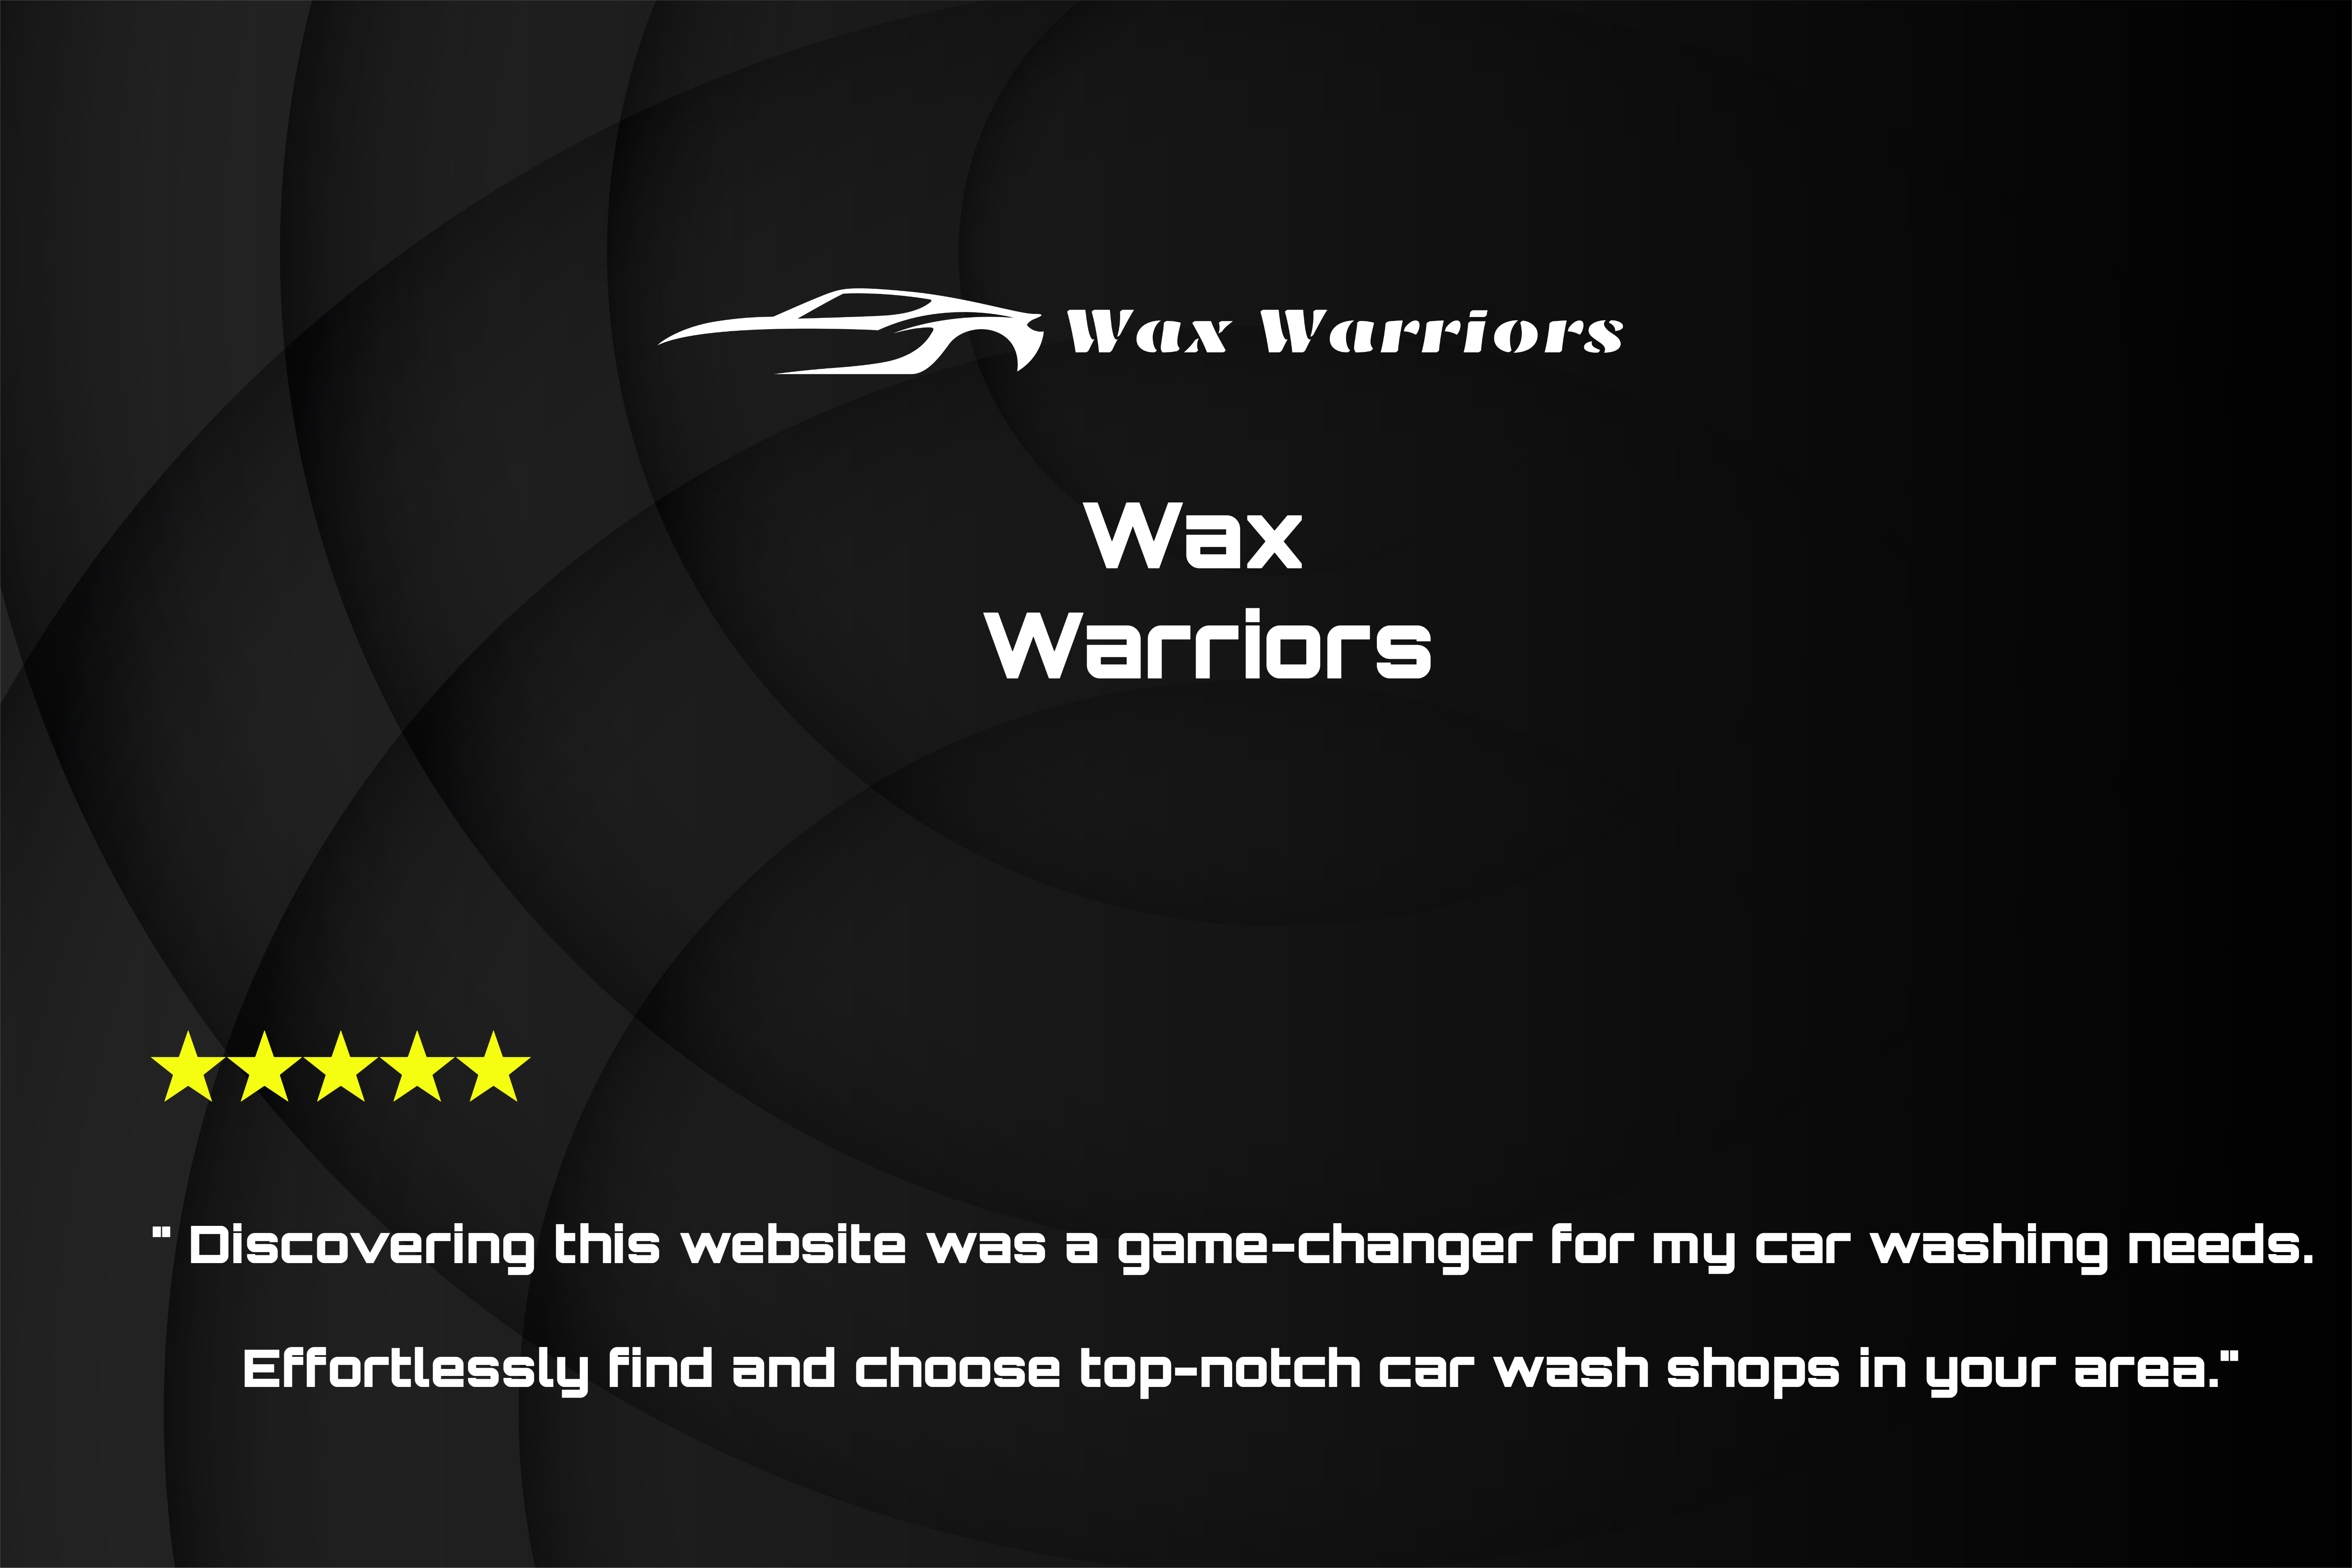 Wax Warriors
Wax
Warriors
" Discovering this website was a game-changer for my car washing needs.
Effortlessly find and choose top-notch car wash shops in your area."